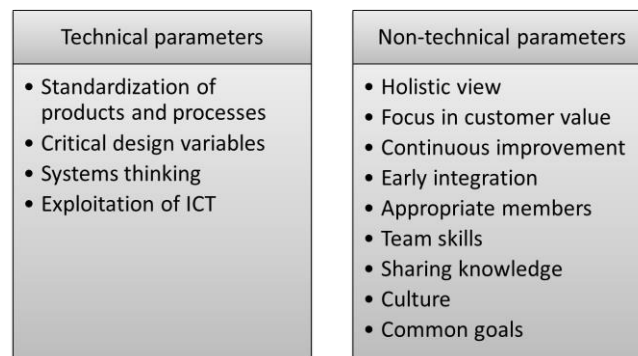 Technical parameters
• Standardization of
products and processes
• Critical design variables
• Systems thinking
• Exploitation of ICT
Non-technical parameters
• Holistic view
• Focus in customer value
• Continuous improvement
• Early integration
• Appropriate members
• Team skills
• Sharing knowledge
• Culture
• Common goals